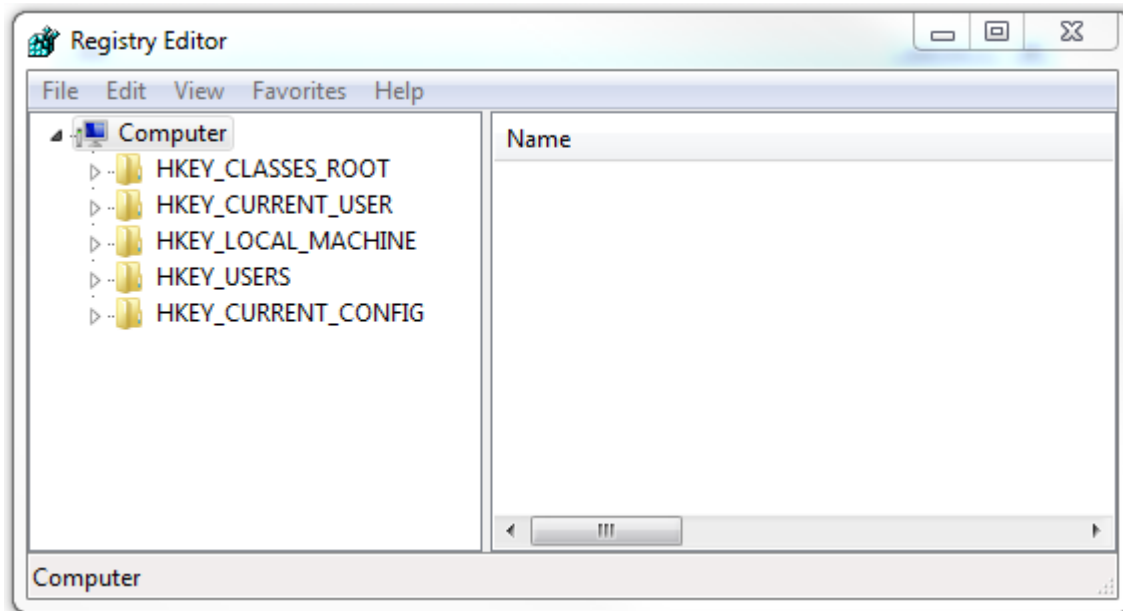 Registry Editor
File Edit View Favorites Help
Computer
HKEY_CLASSES_ROOT
HKEY_CURRENT_USER
HKEY_LOCAL_MACHINE
HKEY_USERS
HKEY_CURRENT_CONFIG
Name
Computer